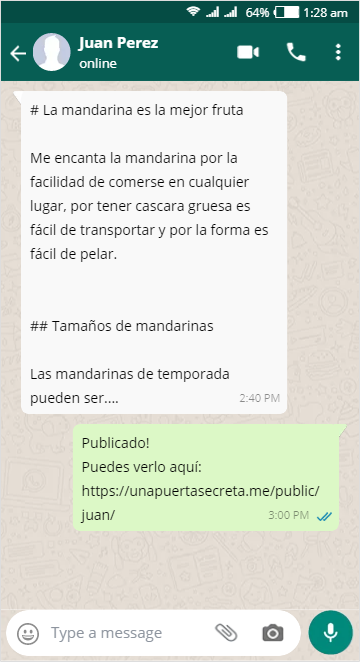 64% 1:28 am
Juan Perez
online
# La mandarina es la mejor fruta
Me encanta la mandarina por la
facilidad de comerse en cualquier
lugar, por tener cascara gruesa es
fácil de transportar y por la forma es
fácil de pelar.
## Tamaños de mandarinas
Las mandarinas de temporada
pueden ser....
2:40 PM
Publicado!
Puedes verlo aquí:
https://unapuertasecreta.me/public/
juan/
3:00 PM
Type a message